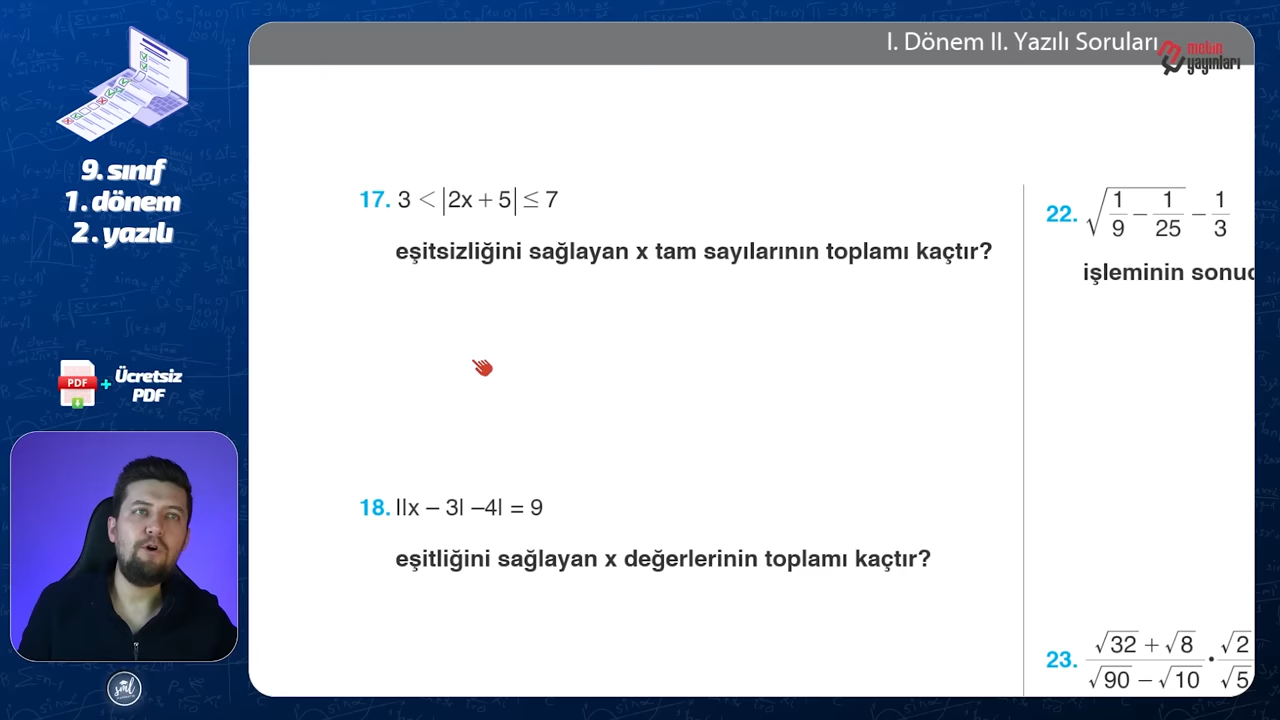 I. Dönem II. Yazılı Soruları
metin
yayınları
9. sınıf
1. dönem
2. yazılı
PDF
+ Ücretsiz
PDF
sml
17. 3 < |2x + 5| ≤ 7
eşitsizliğini sağlayan x tam sayılarının toplamı kaçtır?
18. ||x – 3| –4| = 9
eşitliğini sağlayan x değerlerinin toplamı kaçtır?
22. √(1/9 – 1/25) – 1/3
işleminin sonuc
23. (√32 + √8)/(√90 – √10) · √2/√5